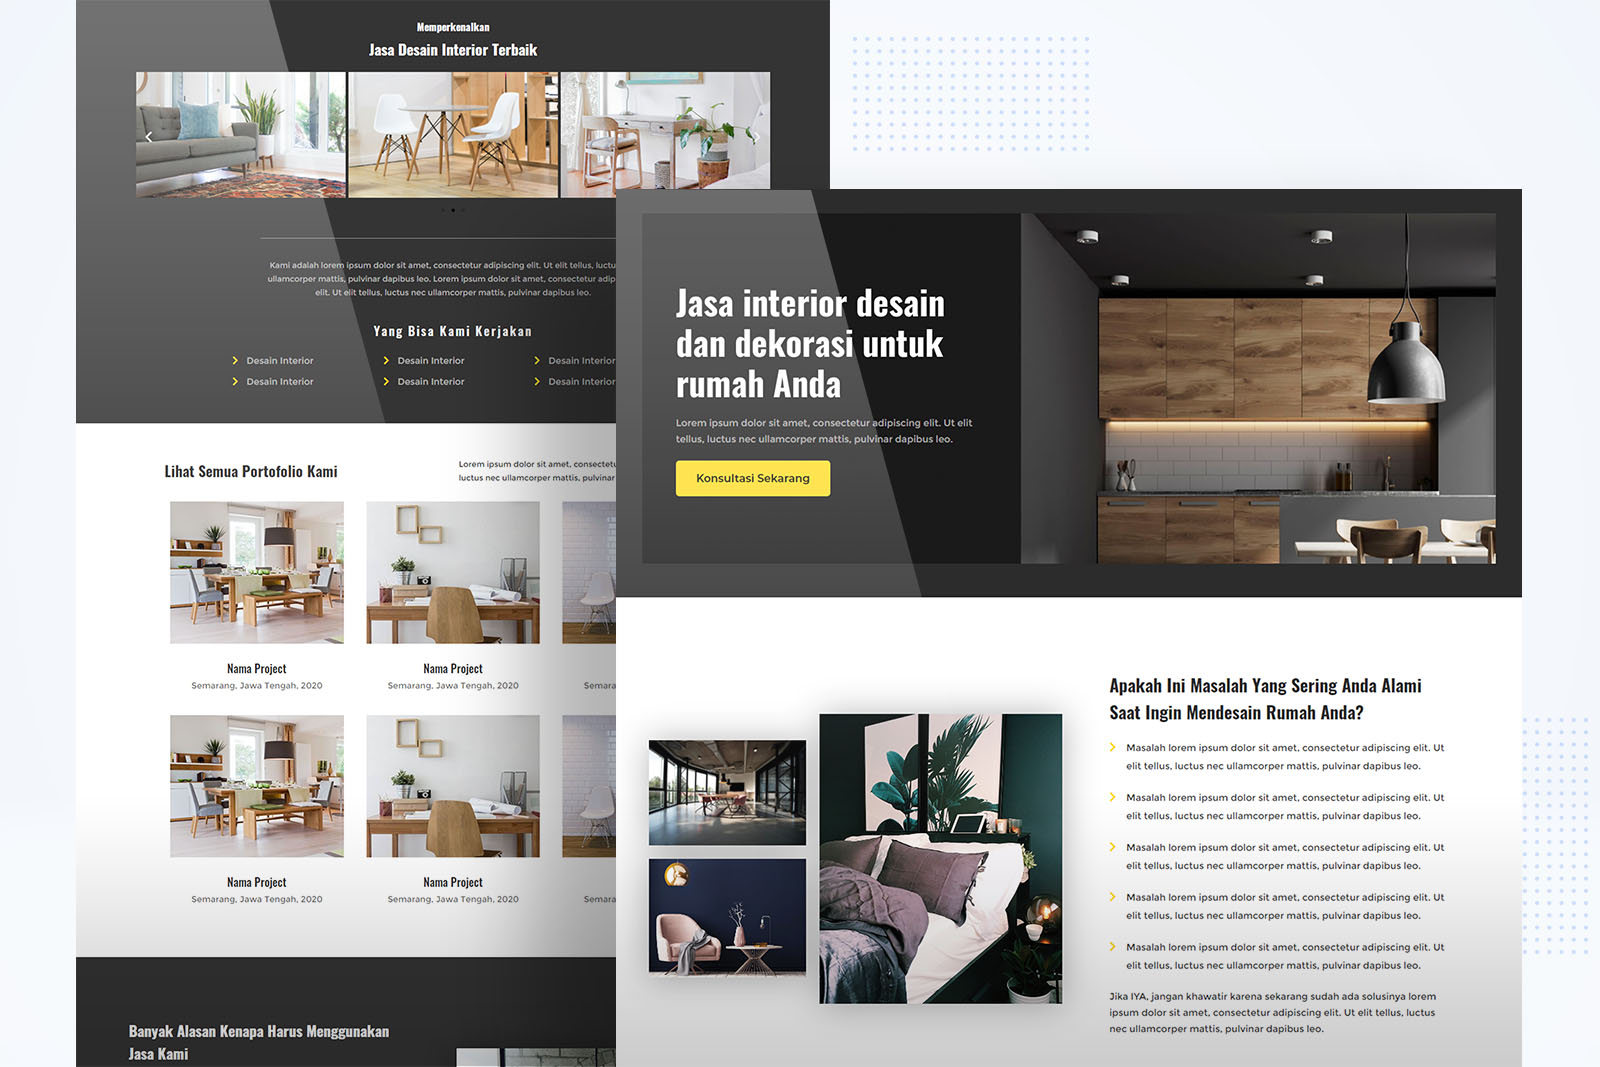 Memperkenalkan
Jasa Desain Interior Terbaik
Kami adalah lorem ipsum dolor sit amet, consectetur adipiscing elit. Ut elit tellus, luctu
ullamcorper mattis, pulvinar dapibus leo. Lorem ipsum dolor sit amet, consectetur adip
elit. Ut elit tellus, luctus nec ullamcorper mattis, pulvinar dapibus leo.
Yang Bisa Kami Kerjakan
Desain Interior
Desain Interior
Desain Interior
Desain Interior
Desain Interior
Desain Interior
Lihat Semua Portofolio Kami
Lorem ipsum dolor sit amet, consectetu
luctus nec ullamcorper mattis, pulvinar
Nama Project
Semarang, Jawa Tengah, 2020
Nama Project
Semarang, Jawa Tengah, 2020
Semara
Nama Project
Semarang, Jawa Tengah, 2020
Nama Project
Semarang, Jawa Tengah, 2020
Semara
Banyak Alasan Kenapa Harus Menggunakan
Jasa Kami
Jasa interior desain
dan dekorasi untuk
rumah Anda
Lorem ipsum dolor sit amet, consectetur adipiscing elit. Ut elit
tellus, luctus nec ullamcorper mattis, pulvinar dapibus leo.
Konsultasi Sekarang
Apakah Ini Masalah Yang Sering Anda Alami
Saat Ingin Mendesain Rumah Anda?
Masalah lorem ipsum dolor sit amet, consectetur adipiscing elit. Ut
elit tellus, luctus nec ullamcorper mattis, pulvinar dapibus leo.
Masalah lorem ipsum dolor sit amet, consectetur adipiscing elit. Ut
elit tellus, luctus nec ullamcorper mattis, pulvinar dapibus leo.
Masalah lorem ipsum dolor sit amet, consectetur adipiscing elit. Ut
elit tellus, luctus nec ullamcorper mattis, pulvinar dapibus leo.
Masalah lorem ipsum dolor sit amet, consectetur adipiscing elit. Ut
elit tellus, luctus nec ullamcorper mattis, pulvinar dapibus leo.
Masalah lorem ipsum dolor sit amet, consectetur adipiscing elit. Ut
elit tellus, luctus nec ullamcorper mattis, pulvinar dapibus leo.
Jika IYA, jangan khawatir karena sekarang sudah ada solusinya lorem
ipsum dolor sit amet, consectetur adipiscing elit. Ut elit tellus, luctus
nec ullamcorper mattis, pulvinar dapibus leo.